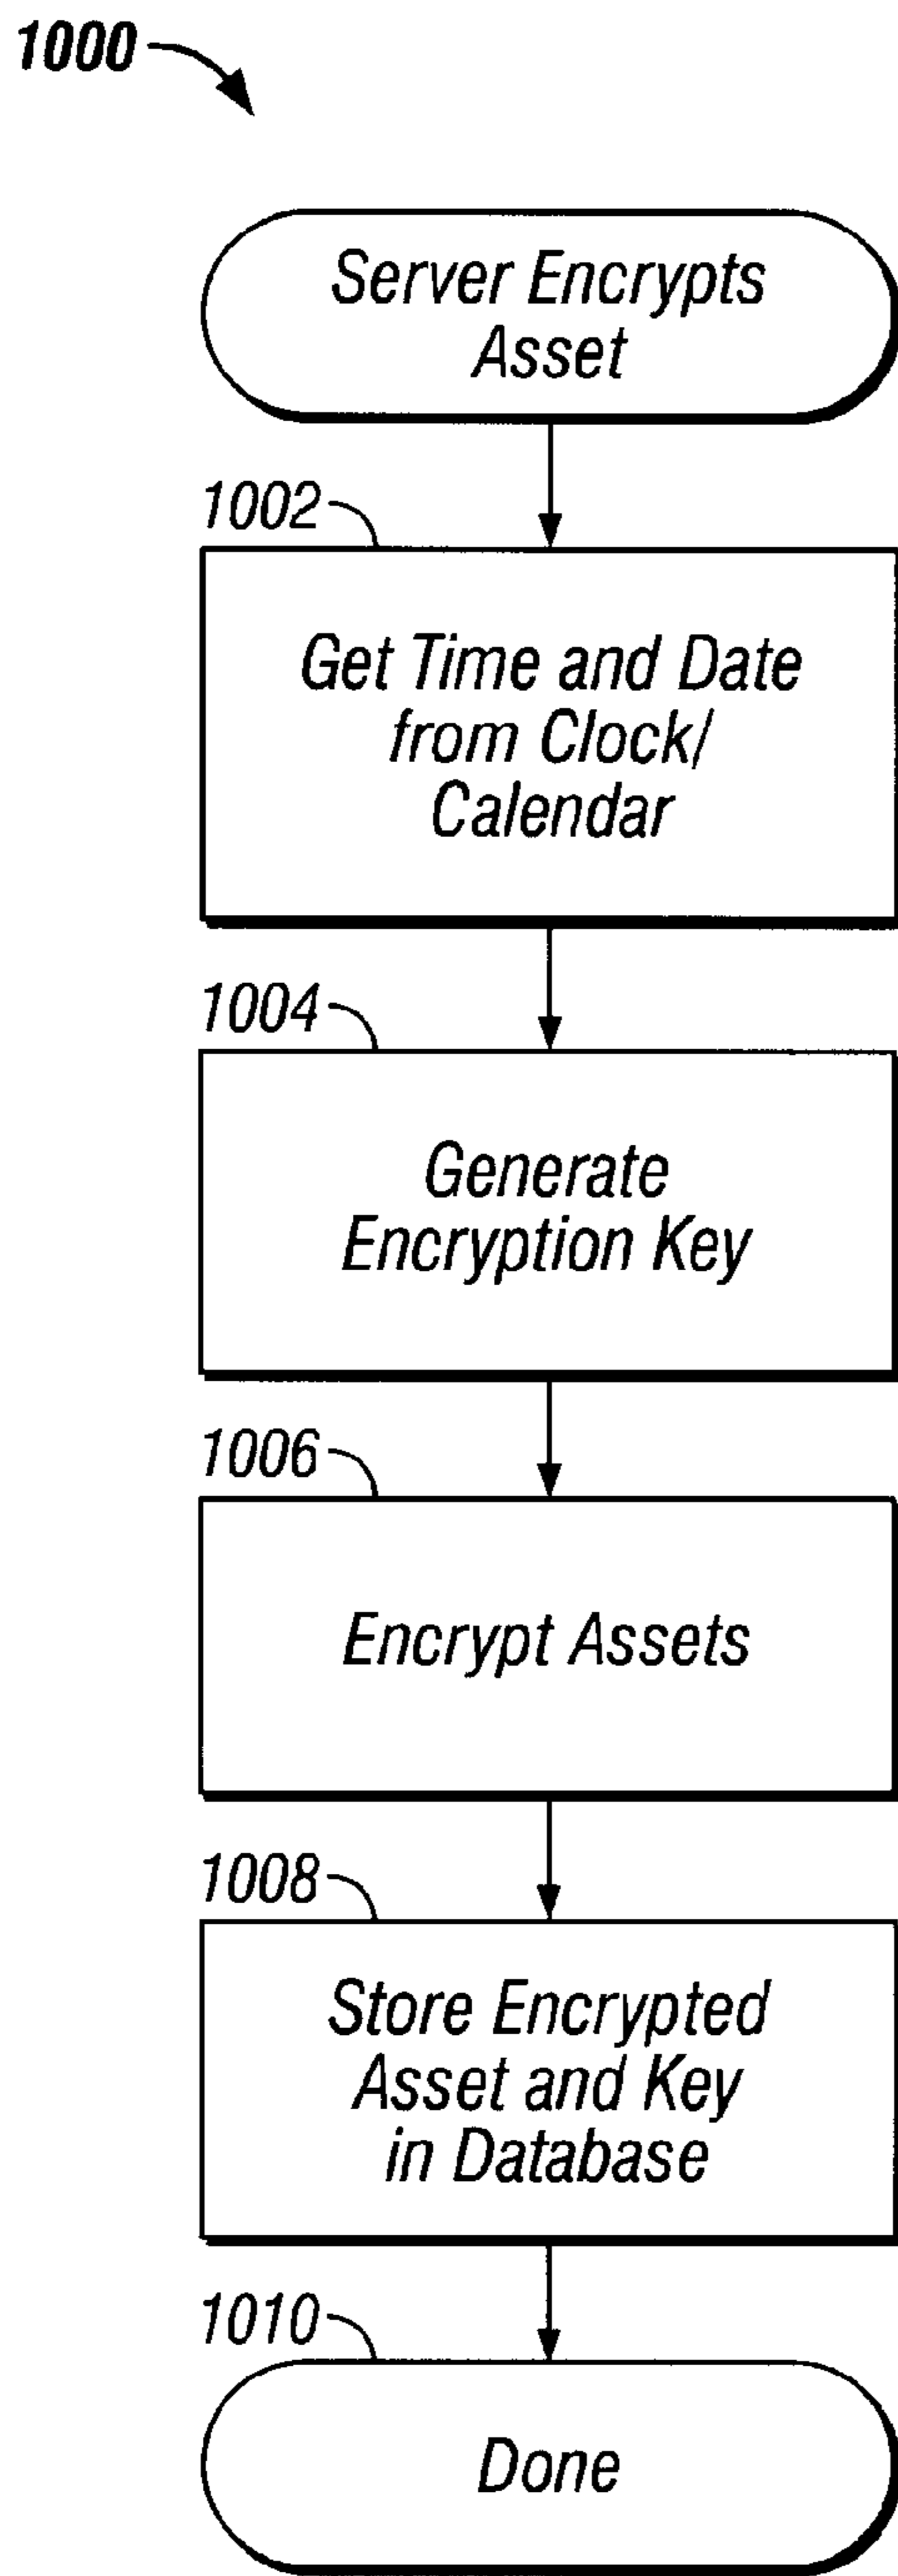 1000
Server Encrypts
Asset
1002
Get Time and Date
from Clock/
Calendar
1004
Generate
Encryption Key
1006
Encrypt Assets
1008
Store Encrypted
Asset and Key
in Database
1010
Done